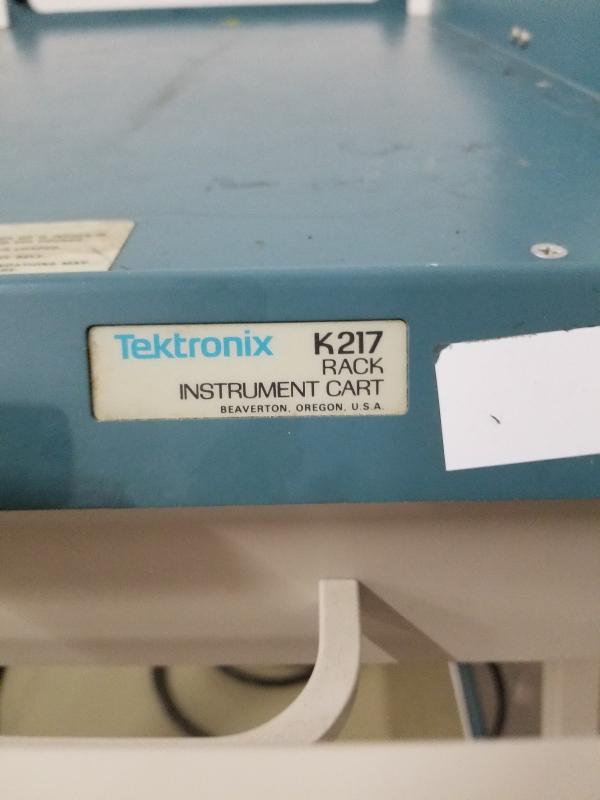 Tektronix K217
RACK
INSTRUMENT CART
BEAVERTON, OREGON, U.S.A.